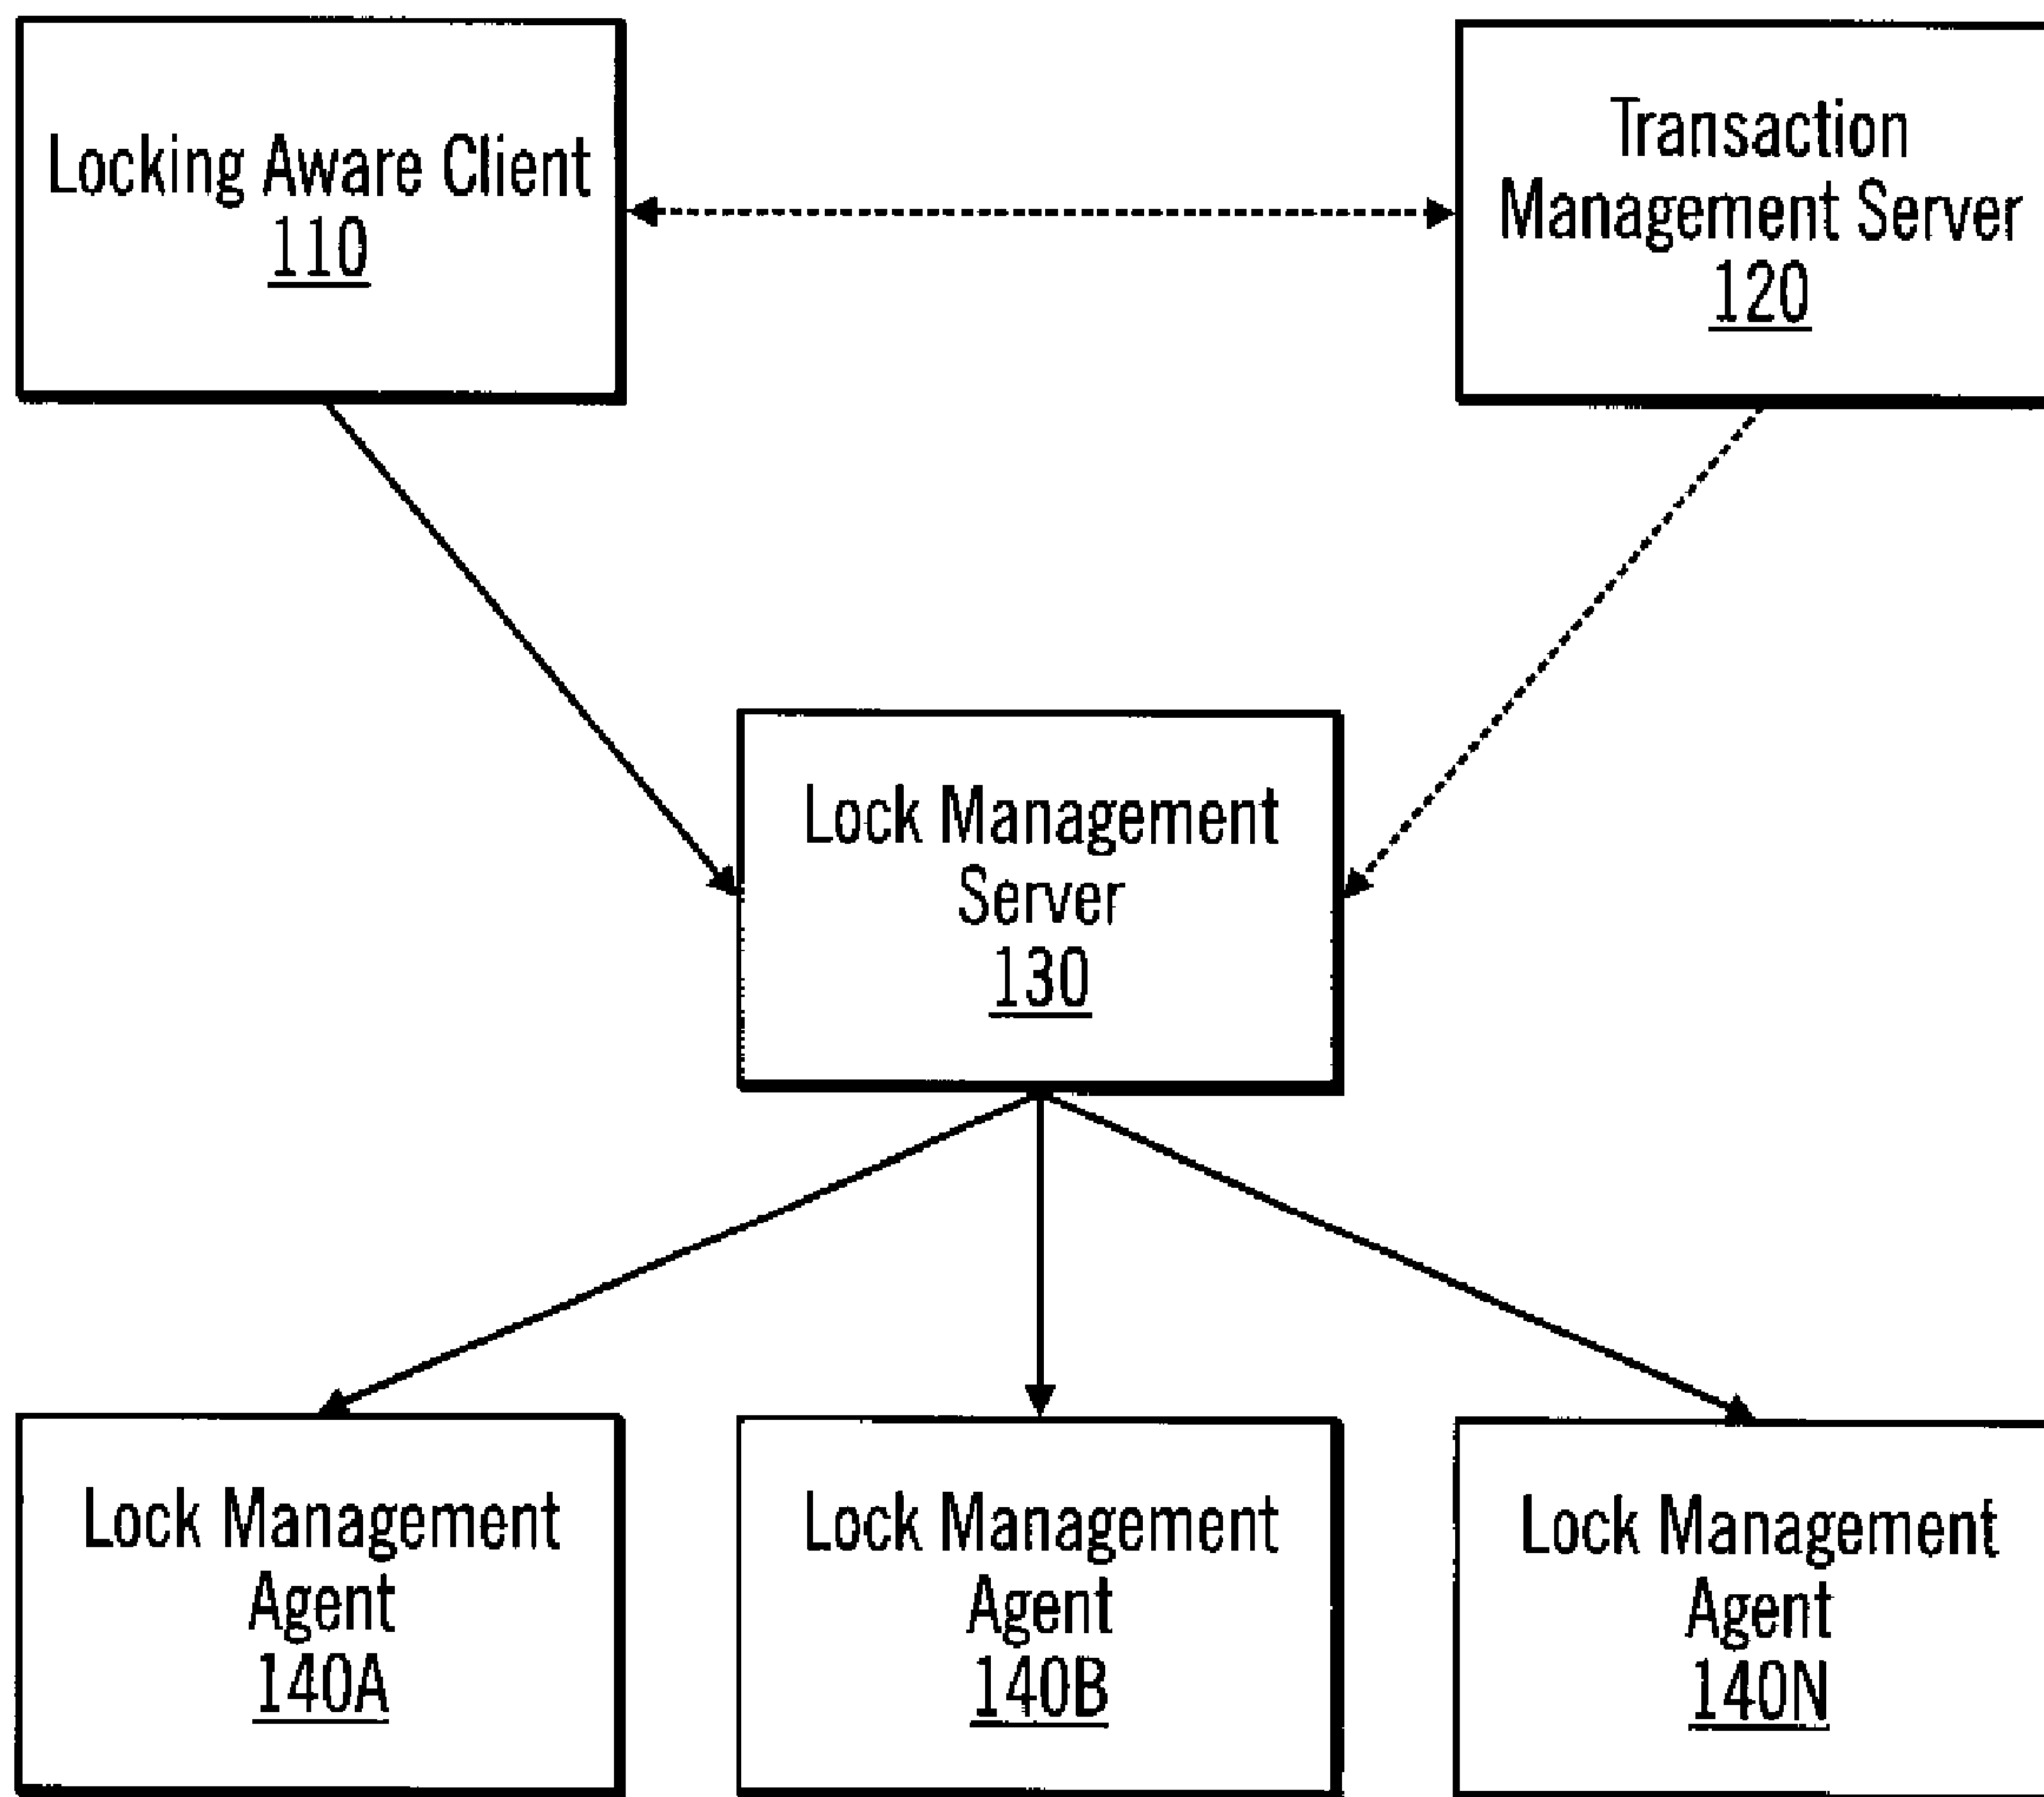 Locking Aware Client
110
Transaction
Management Server
120
Lock Management
Server
130
Lock Management
Agent
140A
Lock Management
Agent
140B
Lock Management
Agent
140N